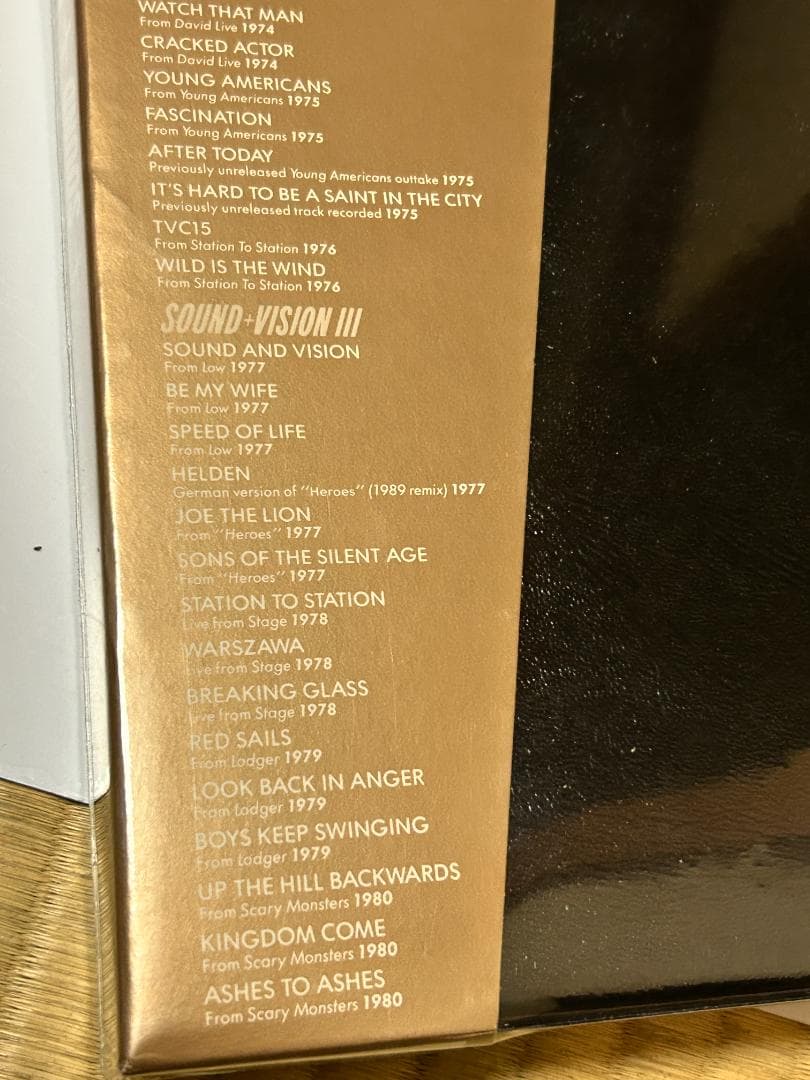 WATCH THAT MAN
From David Live 1974
CRACKED ACTOR
From David Live 1974
YOUNG AMERICANS
From Young Americans 1975
FASCINATION
From Young Americans 1975
AFTER TODAY
Previously unreleased Young Americans outtake 1975
IT'S HARD TO BE A SAINT IN THE CITY
Previously unreleased track recorded 1975
TVC15
From Station To Station 1976
WILD IS THE WIND
From Station To Station 1976
SOUND+VISION III
SOUND AND VISION
From Low 1977
BE MY WIFE
From Low 1977
SPEED OF LIFE
From Low 1977
HELDEN
German version of "Heroes" (1989 remix) 1977
JOE THE LION
From "Heroes" 1977
SONS OF THE SILENT AGE
From "Heroes" 1977
STATION TO STATION
Live from Stage 1978
WARSZAWA
Live from Stage 1978
BREAKING GLASS
Live from Stage 1978
RED SAILS
From Lodger 1979
LOOK BACK IN ANGER
From Lodger 1979
BOYS KEEP SWINGING
From Lodger 1979
UP THE HILL BACKWARDS
From Scary Monsters 1980
KINGDOM COME
From Scary Monsters 1980
ASHES TO ASHES
From Scary Monsters 1980